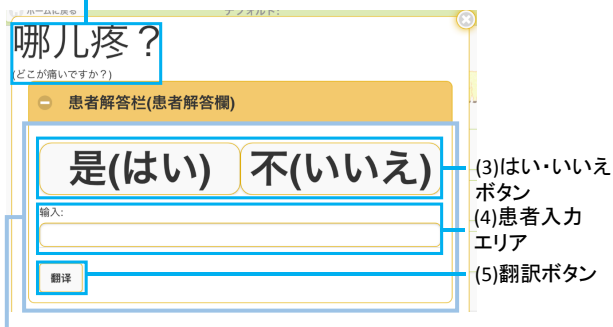 ホームに戻る
デフォルト:
哪儿疼？
(どこが痛いですか？)
患者解答栏(患者解答欄)
是(はい)
不(いいえ)
输入:
翻译
(3)はい・いいえ
ボタン
(4)患者入力
エリア
(5)翻訳ボタン